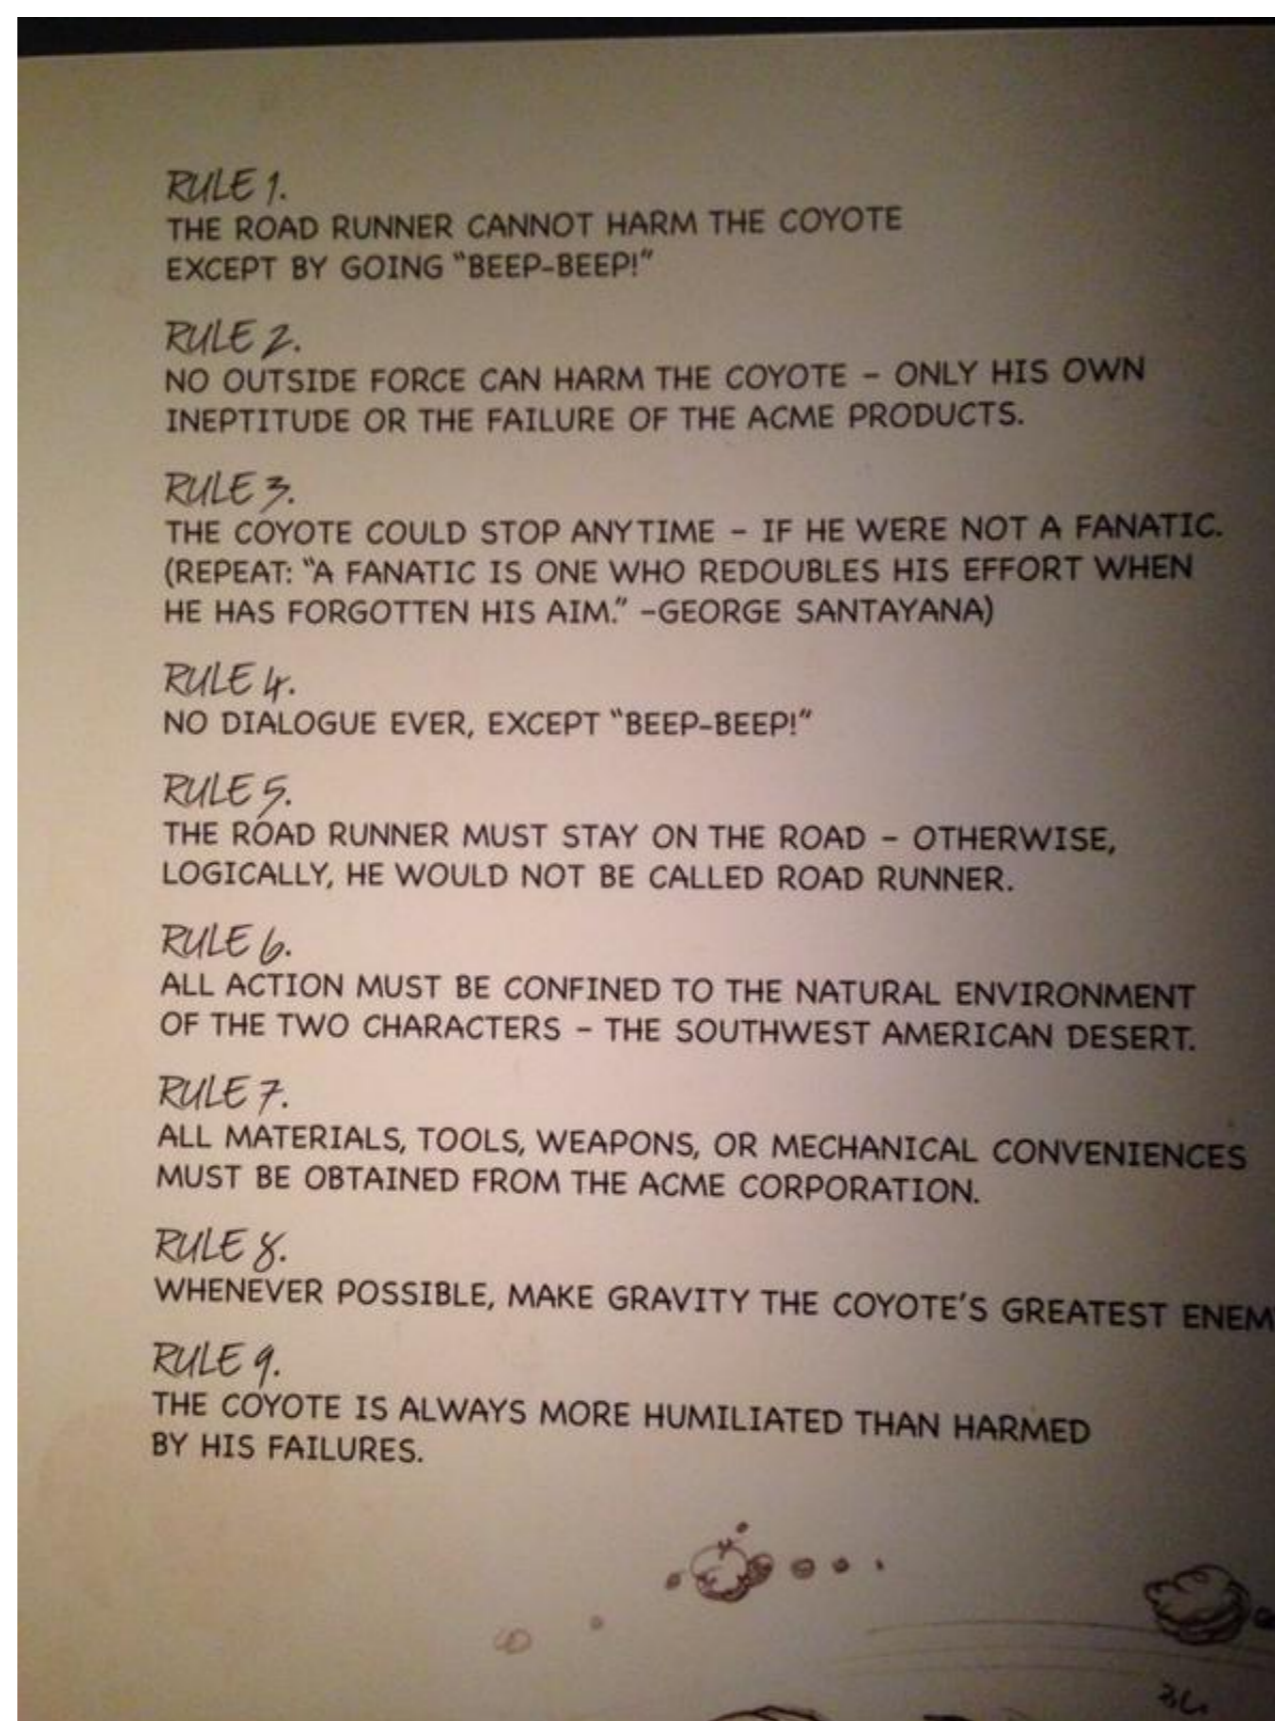 RULE 1.
THE ROAD RUNNER CANNOT HARM THE COYOTE
EXCEPT BY GOING "BEEP-BEEP!"
RULE 2.
NO OUTSIDE FORCE CAN HARM THE COYOTE – ONLY HIS OWN
INEPTITUDE OR THE FAILURE OF THE ACME PRODUCTS.
RULE 3.
THE COYOTE COULD STOP ANYTIME – IF HE WERE NOT A FANATIC.
(REPEAT: "A FANATIC IS ONE WHO REDOUBLES HIS EFFORT WHEN
HE HAS FORGOTTEN HIS AIM." –GEORGE SANTAYANA)
RULE 4.
NO DIALOGUE EVER, EXCEPT "BEEP-BEEP!"
RULE 5.
THE ROAD RUNNER MUST STAY ON THE ROAD – OTHERWISE,
LOGICALLY, HE WOULD NOT BE CALLED ROAD RUNNER.
RULE 6.
ALL ACTION MUST BE CONFINED TO THE NATURAL ENVIRONMENT
OF THE TWO CHARACTERS – THE SOUTHWEST AMERICAN DESERT.
RULE 7.
ALL MATERIALS, TOOLS, WEAPONS, OR MECHANICAL CONVENIENCES
MUST BE OBTAINED FROM THE ACME CORPORATION.
RULE 8.
WHENEVER POSSIBLE, MAKE GRAVITY THE COYOTE'S GREATEST ENEM
RULE 9.
THE COYOTE IS ALWAYS MORE HUMILIATED THAN HARMED
BY HIS FAILURES.